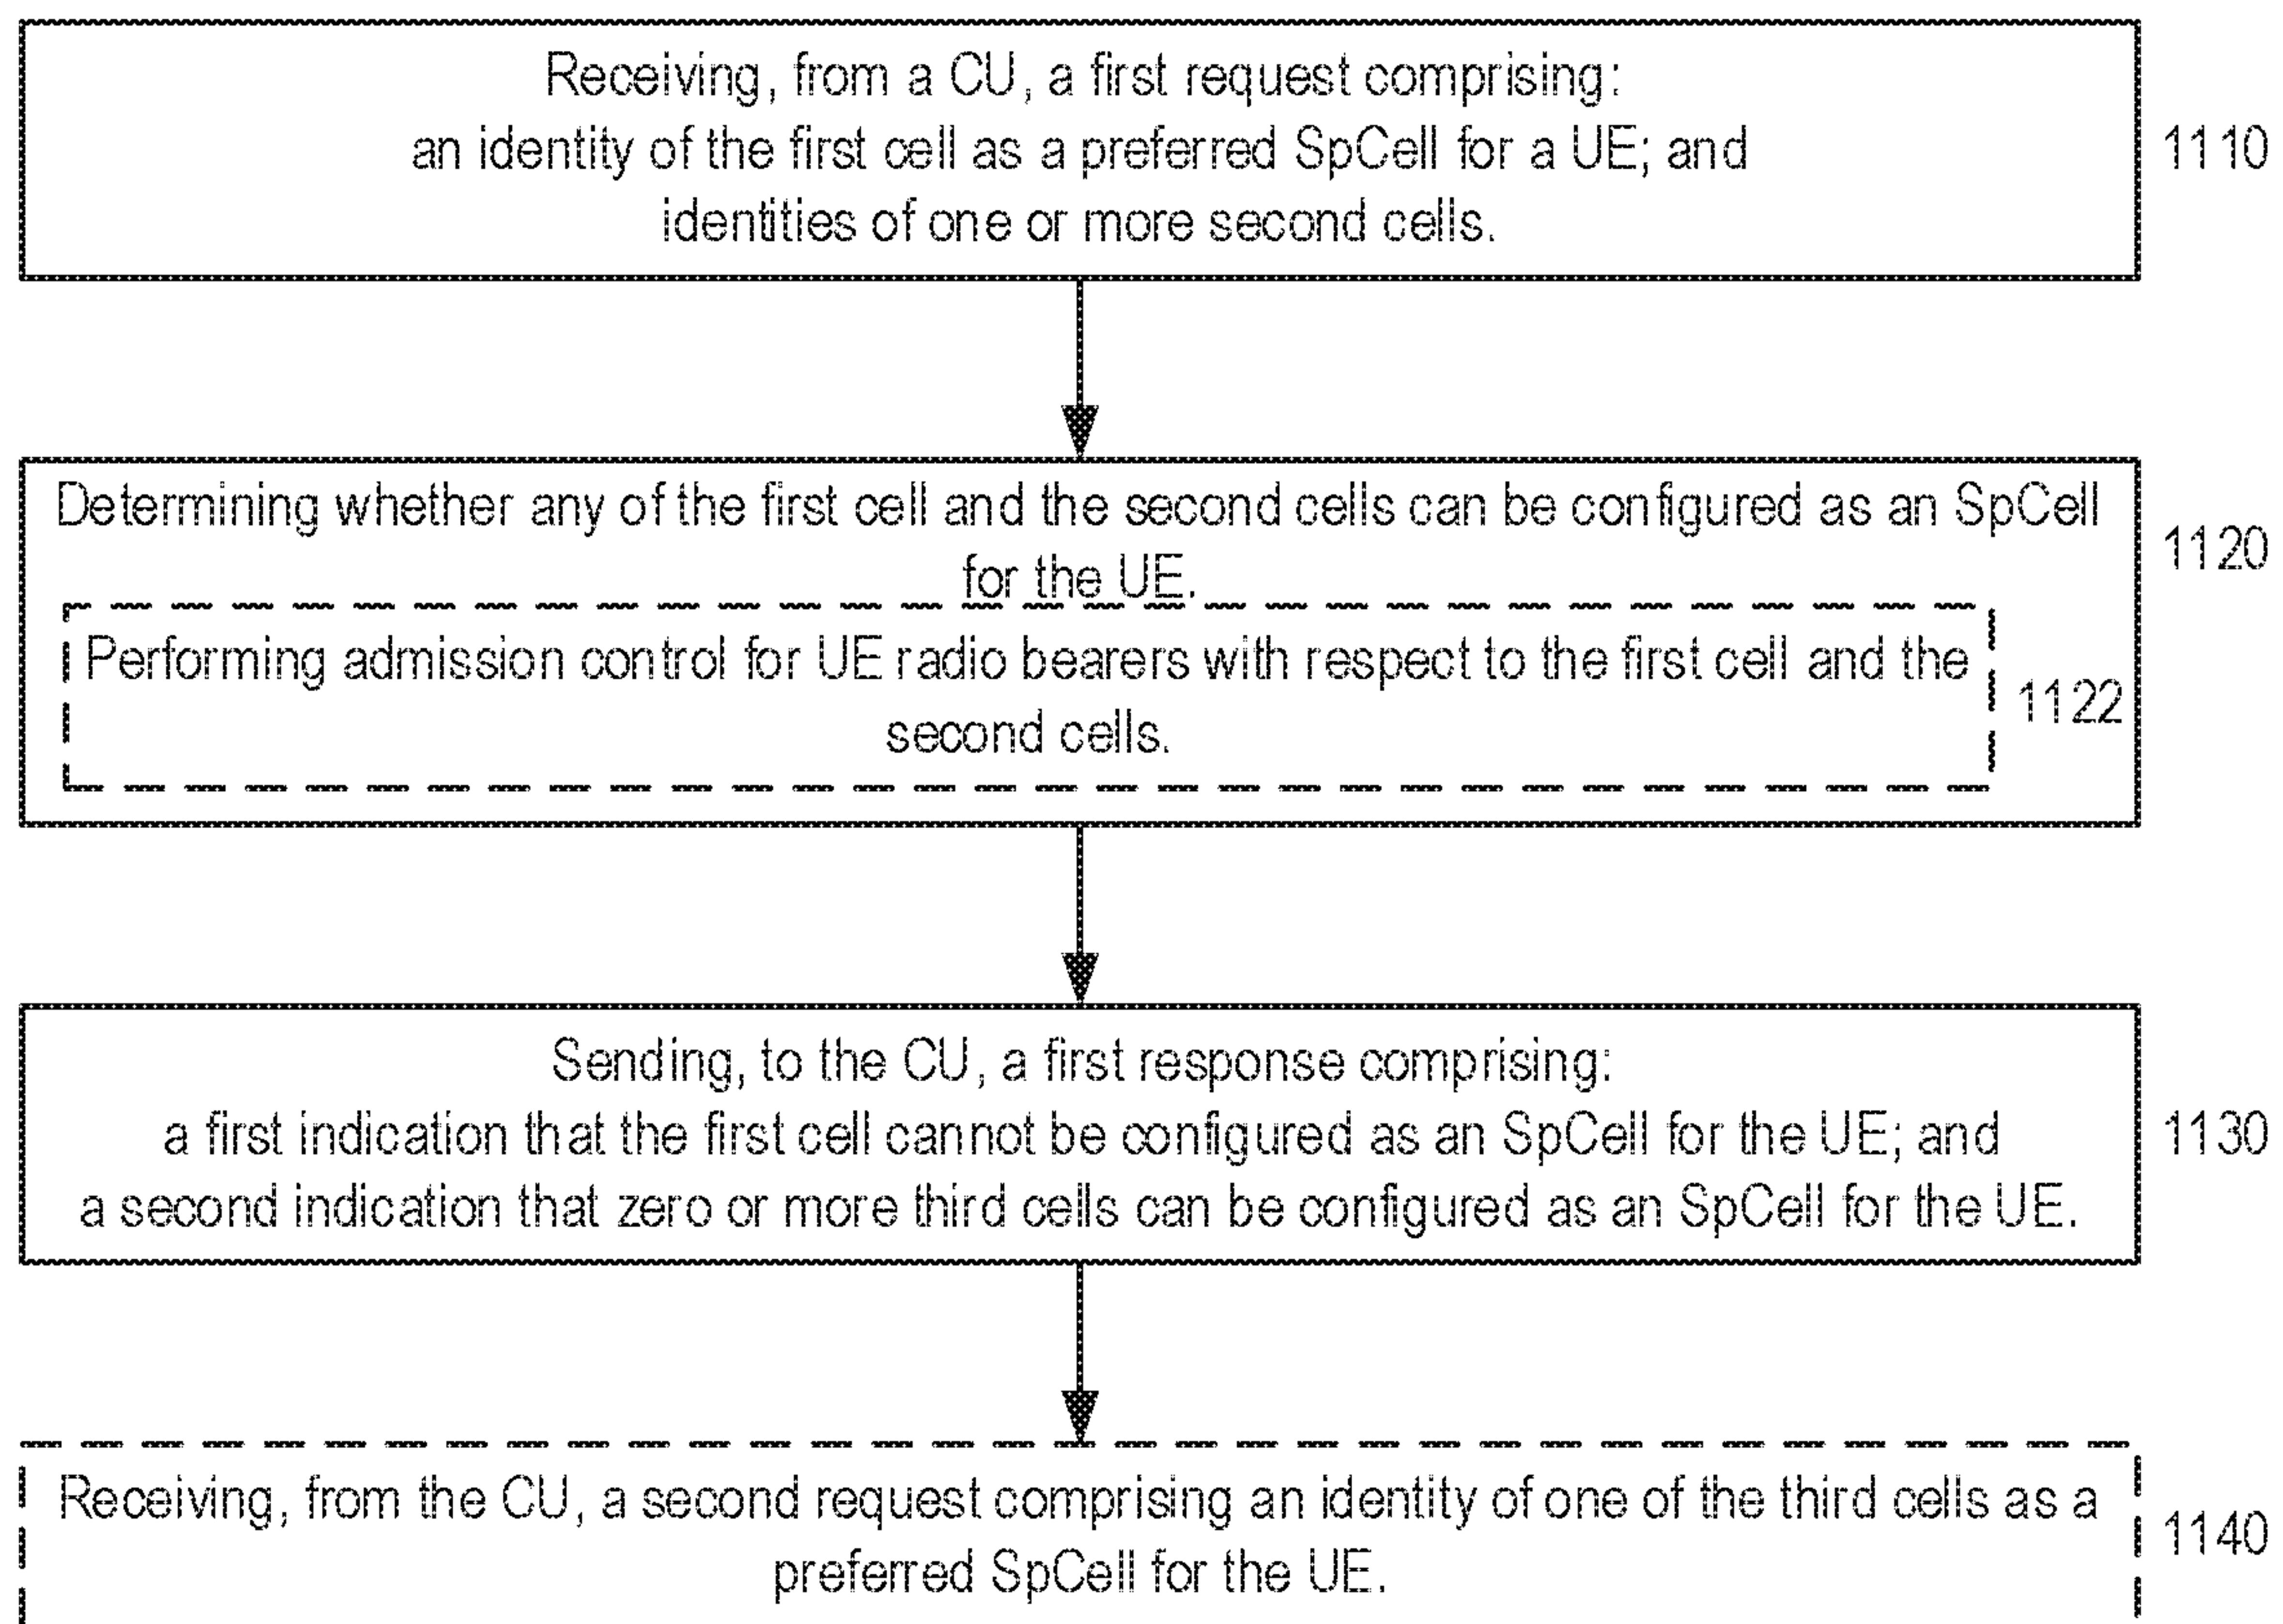 Receiving, from a CU, a first request comprising:
an identity of the first cell as a preferred SpCell for a UE; and
identities of one or more second cells.
1110
Determining whether any of the first cell and the second cells can be configured as an SpCell
for the UE.
1120
Performing admission control for UE radio bearers with respect to the first cell and the
second cells.
1122
Sending, to the CU, a first response comprising:
a first indication that the first cell cannot be configured as an SpCell for the UE; and
a second indication that zero or more third cells can be configured as an SpCell for the UE.
1130
Receiving, from the CU, a second request comprising an identity of one of the third cells as a
preferred SpCell for the UE.
1140